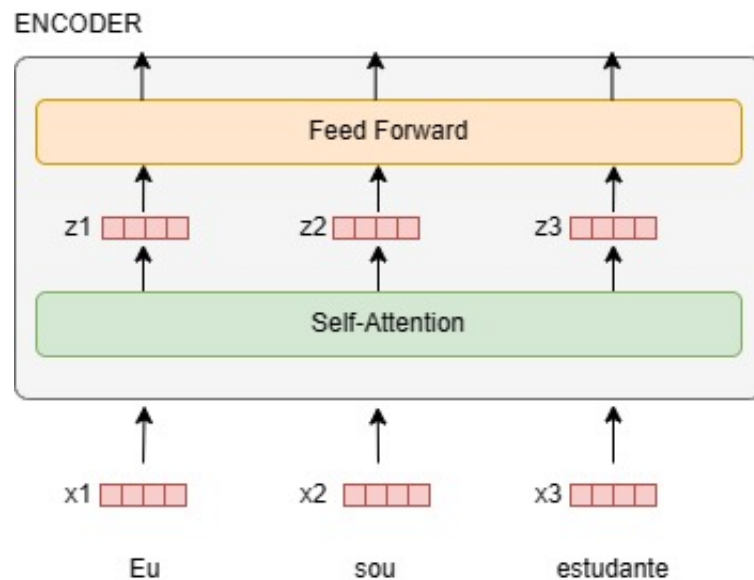 ENCODER
Feed Forward
z1 z2 z3
Self-Attention
x1 x2 x3
Eu sou estudante